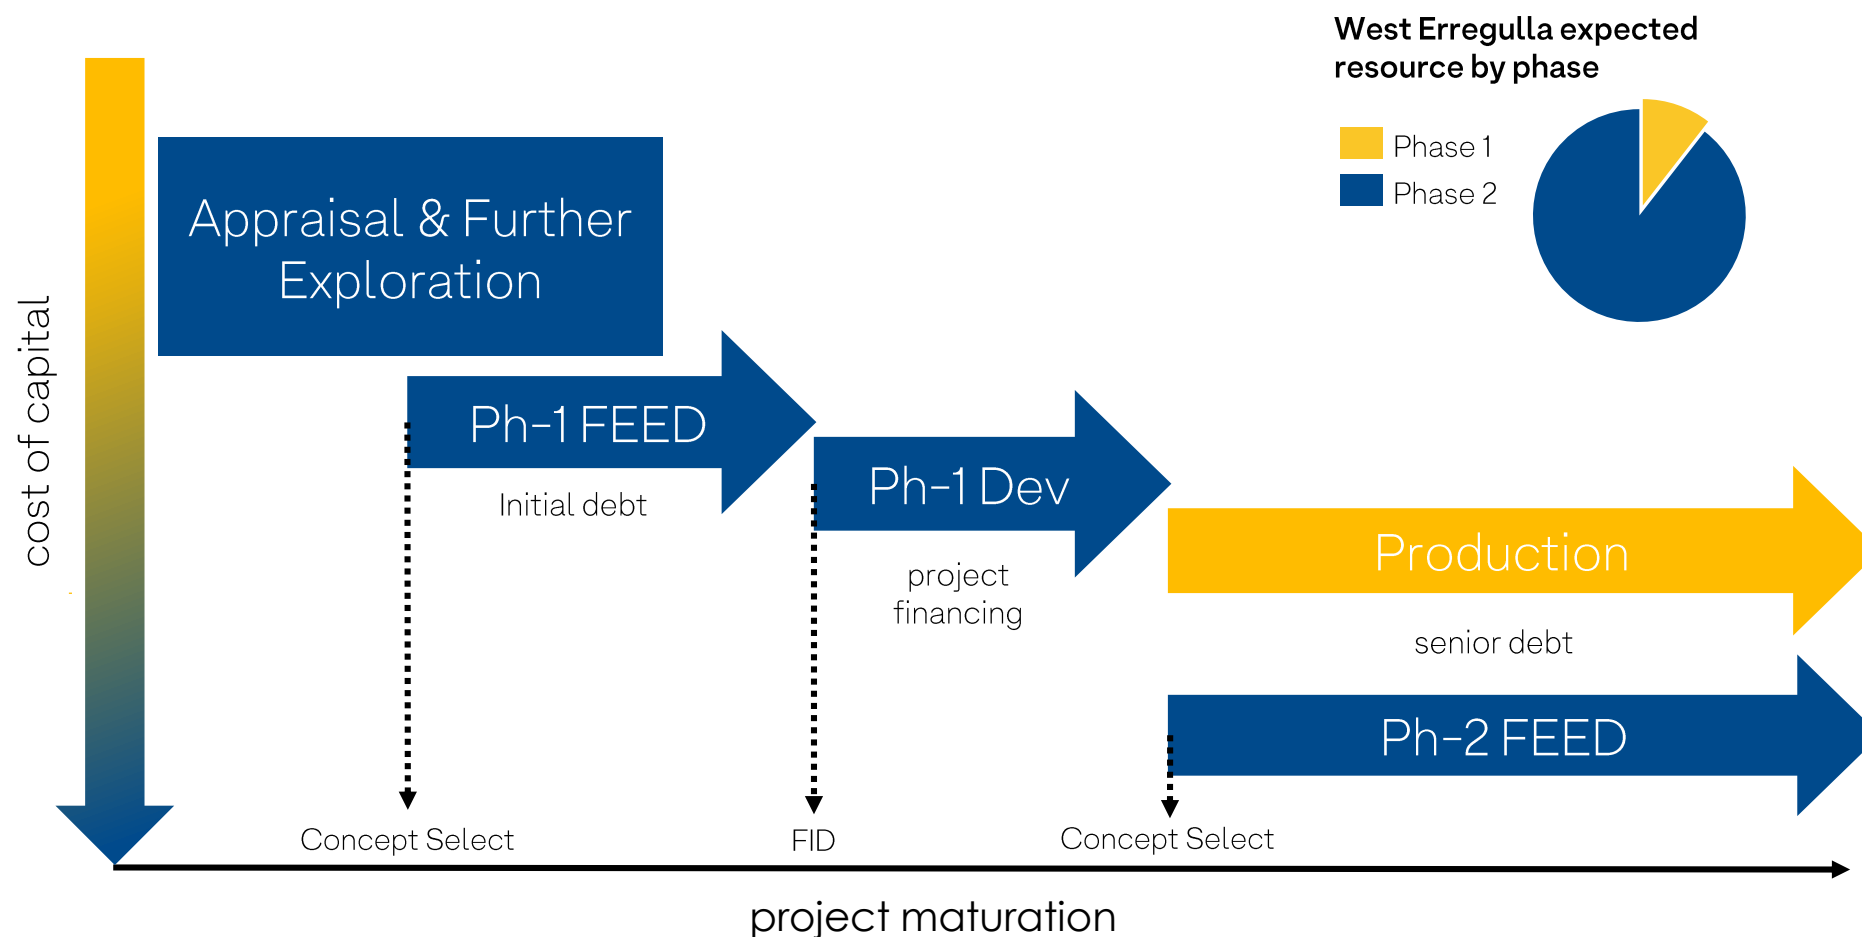 West Erregulla expected
resource by phase
Phase 1
Phase 2
cost of capital
Appraisal & Further
Exploration
Ph-1 FEED
Initial debt
Ph-1 Dev
project
financing
Production
senior debt
Ph-2 FEED
Concept Select
FID
Concept Select
project maturation